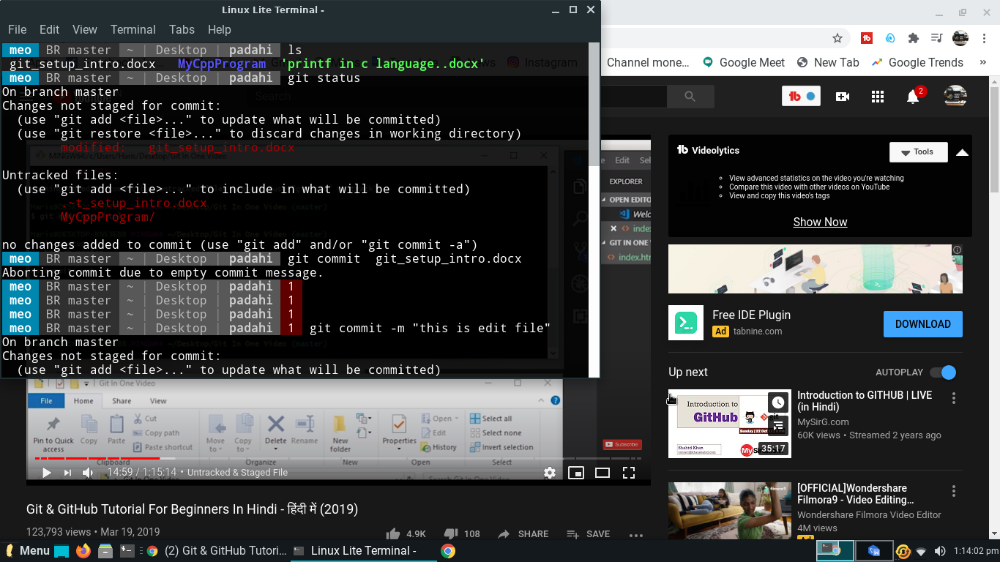 Linux Lite Terminal -
File Edit View Terminal Tabs Help
meo BR master ~ | Desktop | padahi ls
git_setup_intro.docx MyCppProgram 'printf in c language..docx'
meo BR master ~ | Desktop | padahi git status
On branch master
Changes not staged for commit:
(use "git add <file>..." to update what will be committed)
(use "git restore <file>..." to discard changes in working directory)
modified: git_setup_intro.docx
Untracked files:
(use "git add <file>..." to include in what will be committed)
.~t_setup_intro.docx
MyCppProgram/
no changes added to commit (use "git add" and/or "git commit -a")
meo BR master ~ | Desktop | padahi git commit git_setup_intro.docx
Aborting commit due to empty commit message.
meo BR master ~ | Desktop | padahi 1
meo BR master ~ | Desktop | padahi 1
meo BR master ~ | Desktop | padahi 1
meo BR master ~ | Desktop | padahi 1 git commit -m "this is edit file"
On branch master
Changes not staged for commit:
(use "git add <file>..." to update what will be committed)
Instagram
Channel mone... Google Meet New Tab Google Trends »
Search
tb
2
MINGW64:/c/Users/Haris/Desktop/Git In One Video
Edit Sel
EXPLORER
OPEN EDITO
Welc
index
GIT IN ONE
index.htm
Git In One Video
File Home Share View
Pin to Quick access
Copy
Paste
Cut
Copy path
Paste shortcut
Move to
Copy to
Delete
Rename
New folder
Properties
Open
Edit
History
Select all
Select none
Invert selection
Clipboard Organize New Open Select
Subscribe
14:59 / 1:15:14 • Untracked & Staged File
Git & GitHub Tutorial For Beginners In Hindi - हिंदी में (2019)
123,793 views • Mar 19, 2019
4.9K 108 SHARE SAVE
tb Videolytics
Tools
View advanced statistics on the video you're watching
Compare this video with other videos on YouTube
View and copy this video's tags
Show Now
Free IDE Plugin
Ad tabnine.com
DOWNLOAD
Up next
AUTOPLAY
Introduction to GitHub
git
Shahid Khan
35:17
Introduction to GITHUB | LIVE
(in Hindi)
MySirG.com
60K views • Streamed 2 years ago
[OFFICIAL]Wondershare
Filmora9 - Video Editing...
Wondershare Filmora Video Editor
4M views
Menu
(2) Git & GitHub Tutori...
Linux Lite Terminal -
1:14:02 pm